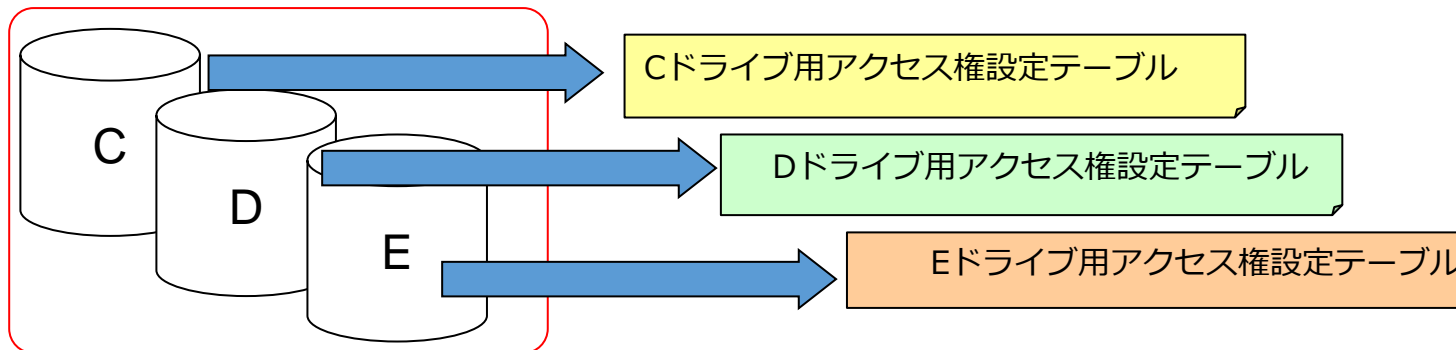 C
Cドライブ用アクセス権設定テーブル
D
Dドライブ用アクセス権設定テーブル
E
Eドライブ用アクセス権設定テーブル